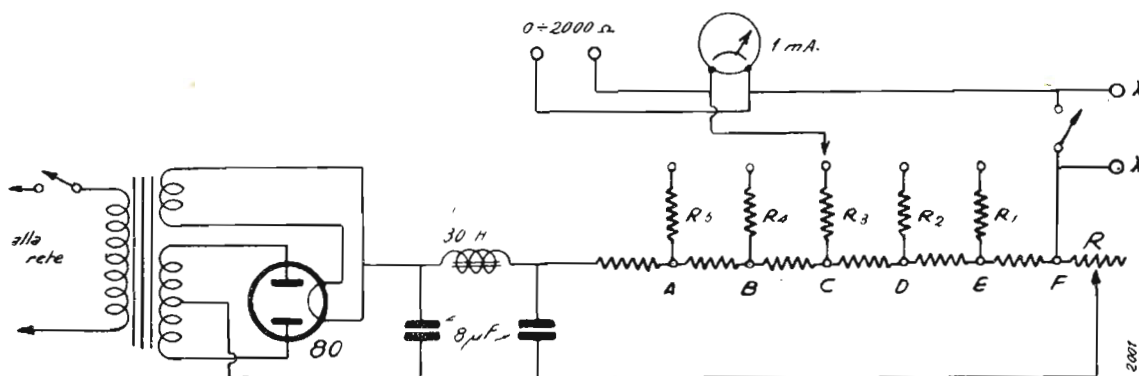 0÷2000 Ω
1 mA.
X
X
alla
rete
80
30 H
8µF
R5
R4
R3
R2
R1
R
A
B
C
D
E
F
2001